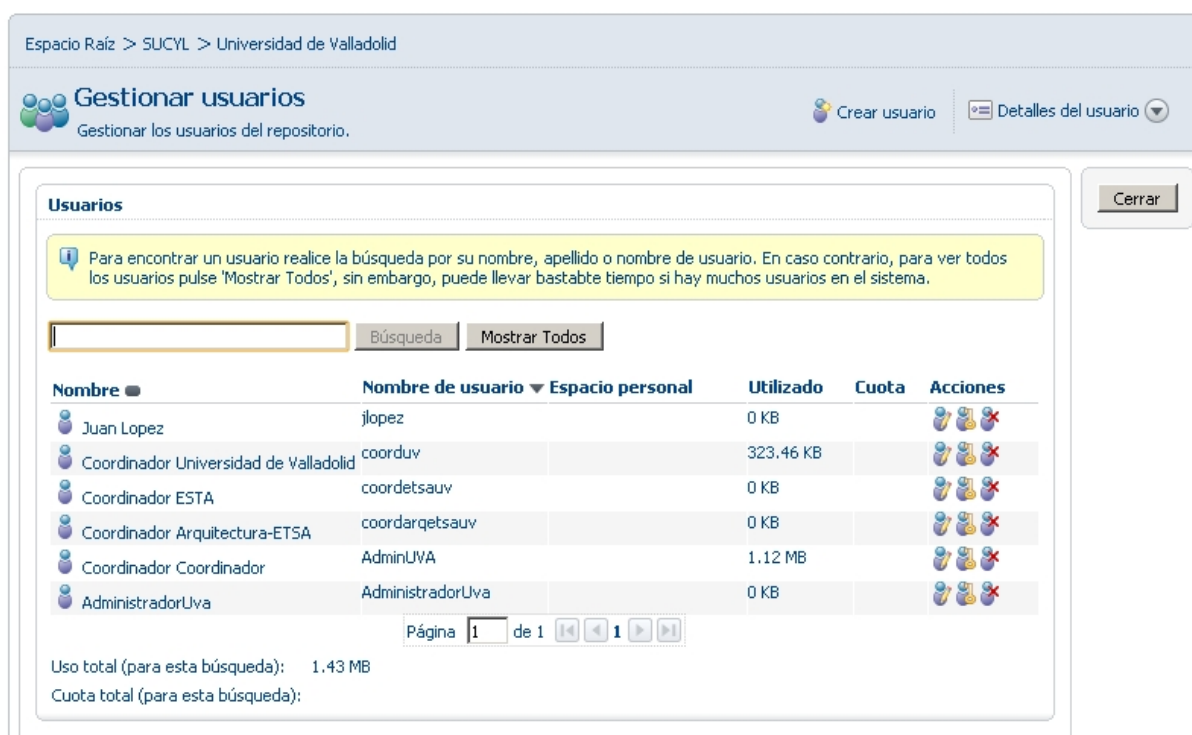 Espacio Raíz > SUCYL > Universidad de Valladolid
Gestionar usuarios
Gestionar los usuarios del repositorio.
Crear usuario
Detalles del usuario
Cerrar
Usuarios
Para encontrar un usuario realice la búsqueda por su nombre, apellido o nombre de usuario. En caso contrario, para ver todos
los usuarios pulse 'Mostrar Todos', sin embargo, puede llevar bastabte tiempo si hay muchos usuarios en el sistema.
Búsqueda Mostrar Todos
Nombre Nombre de usuario Espacio personal Utilizado Cuota Acciones
Juan Lopez jlopez 0 KB
Coordinador Universidad de Valladolid coorduv 323.46 KB
Coordinador ESTA coordetsauv 0 KB
Coordinador Arquitectura-ETSA coordarqetsauv 0 KB
Coordinador Coordinador AdminUVA 1.12 MB
AdministradorUva AdministradorUva 0 KB
Página 1 de 1 1
Uso total (para esta búsqueda): 1.43 MB
Cuota total (para esta búsqueda):